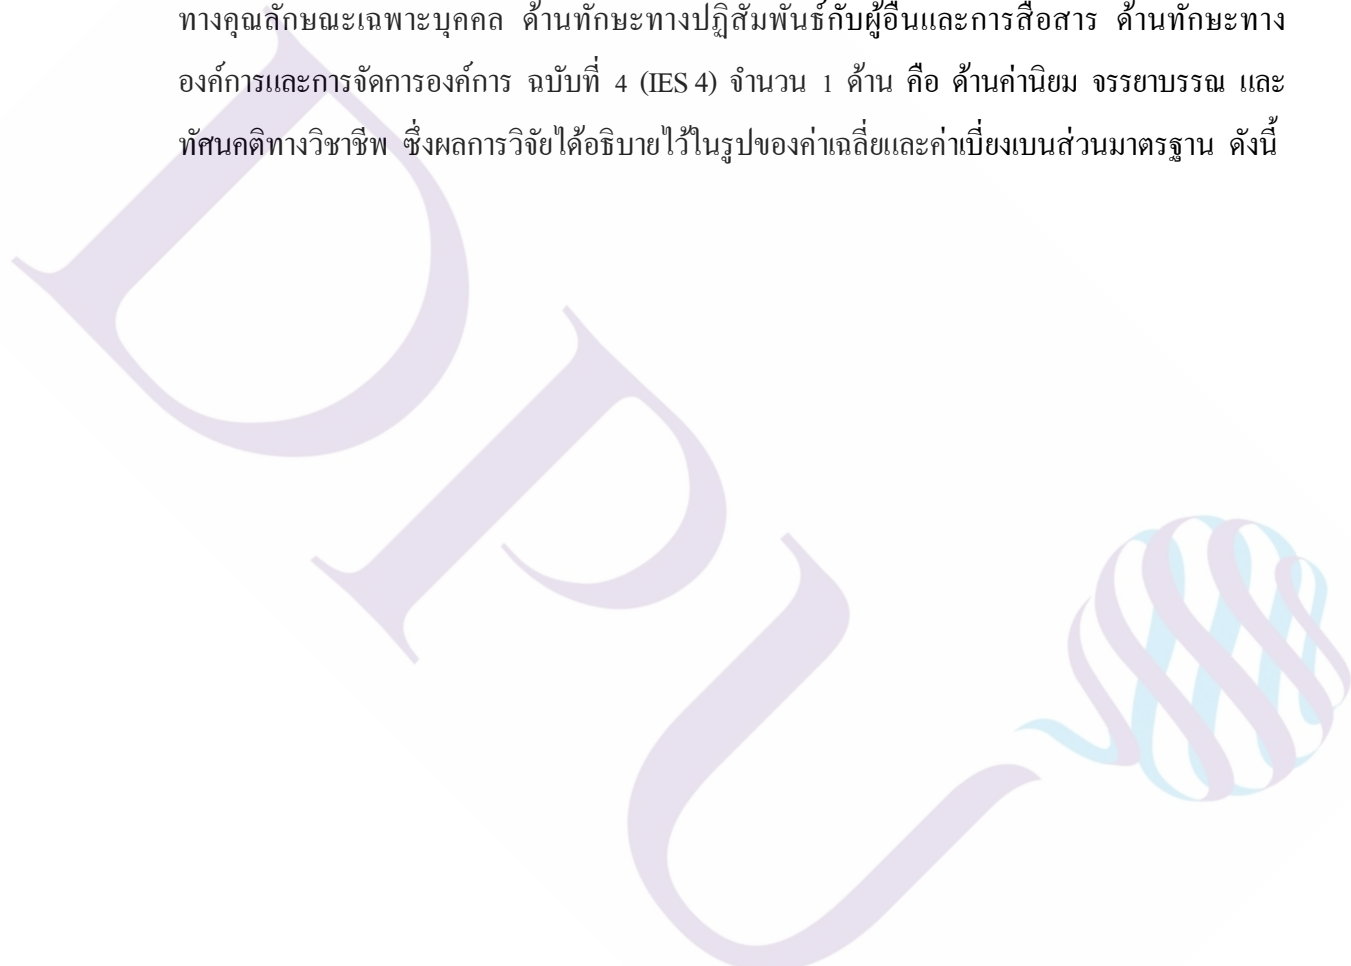 ทางคุณลักษณะเฉพาะบุคคล ด้านทักษะทางปฏิสัมพันธ์กับผู้อื่นและการสื่อสาร ด้านทักษะทาง
องค์การและการจัดการองค์การ ฉบับที่ 4 (IES 4) จำนวน 1 ด้าน คือ ด้านค่านิยม จรรยาบรรณ และ
ทัศนคติทางวิชาชีพ ซึ่งผลการวิจัยได้อธิบายไว้ในรูปของค่าเฉลี่ยและค่าเบี่ยงเบนส่วนมาตรฐาน ดังนี้
DPU